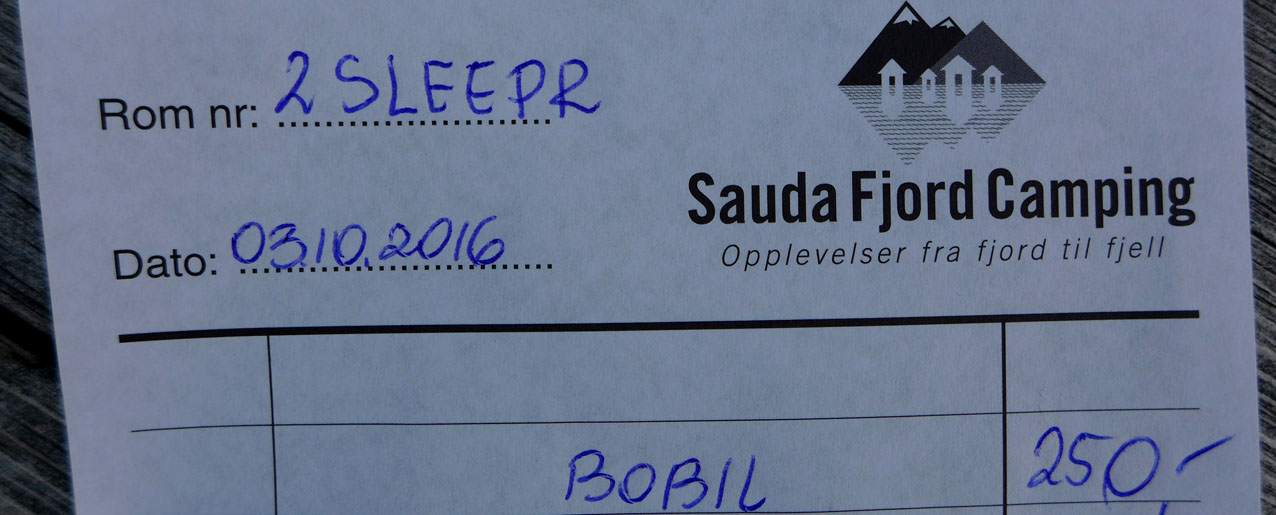 Rom nr: 2 SLEEPR
Sauda Fjord Camping
Opplevelser fra fjord til fjell
Dato: 03.10.2016
BOBIL 250,-